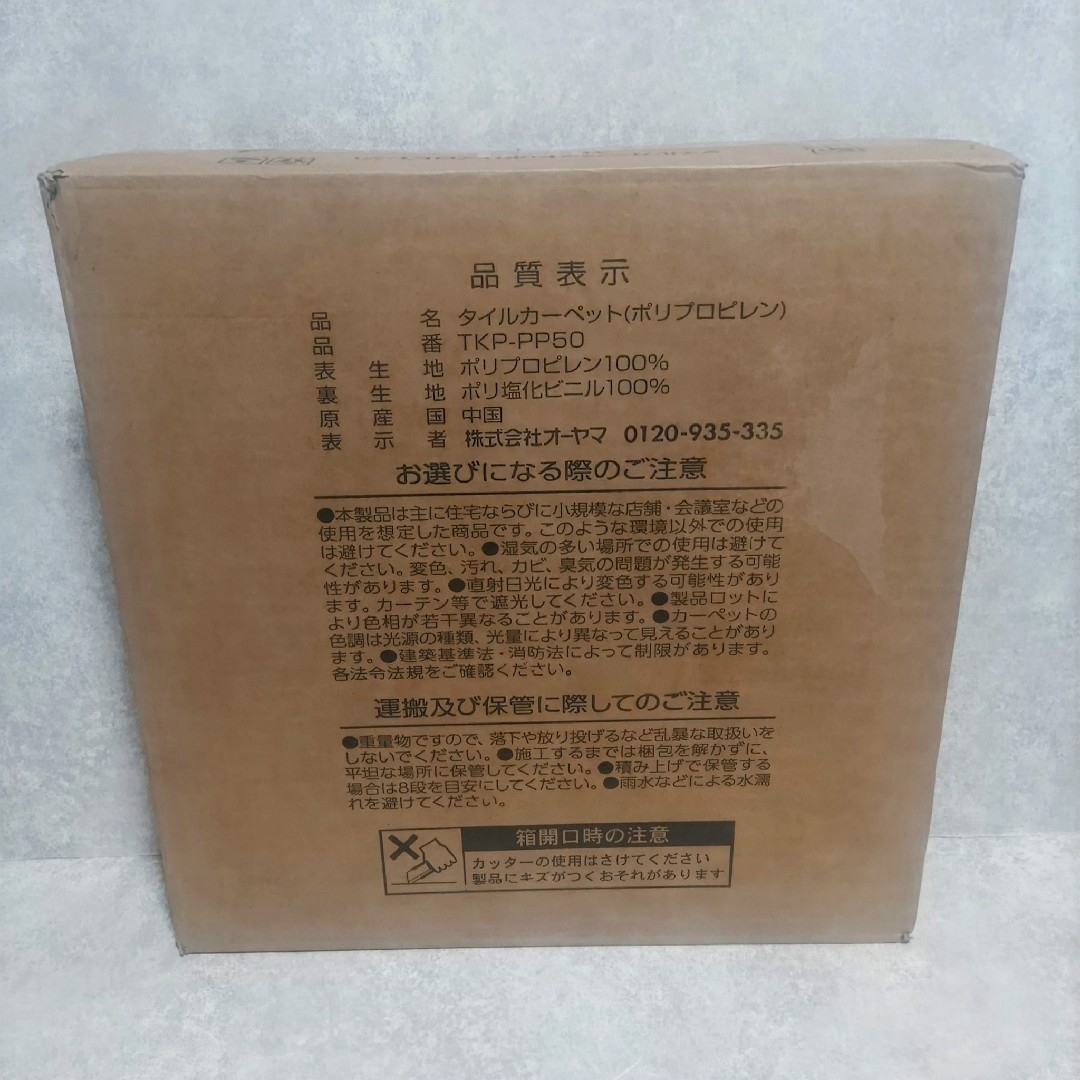 品質表示
品名 タイルカーペット(ポリプロピレン)
品番 TKP-PP50
表生地 ポリプロピレン100%
裏生地 ポリ塩化ビニル100%
原産国 中国
表示者 株式会社オーヤマ 0120-935-335
お選びになる際のご注意
●本製品は主に住宅ならびに小規模な店舗・会議室などの
使用を想定した商品です。このような環境以外での使用
は避けてください。●湿気の多い場所での使用は避けて
ください。変色、汚れ、カビ、臭気の問題が発生する可能
性があります。●直射日光により変色する可能性があり
ます。カーテン等で遮光してください。●製品ロットに
より色相が若干異なることがあります。●カーペットの
色調は光源の種類、光量により異なって見えることがあり
ます。●建築基準法・消防法によって制限があります。
各法令法規をご確認ください。
運搬及び保管に際してのご注意
●重量物ですので、落下や放り投げるなど乱暴な取扱いを
しないでください。●施工するまでは梱包を解かずに、
平坦な場所に保管してください。●積み上げで保管する
場合は8段を目安にしてください。●雨水などによる水濡
れを避けてください。
箱開口時の注意
カッターの使用はさけてください
製品にキズがつくおそれがあります